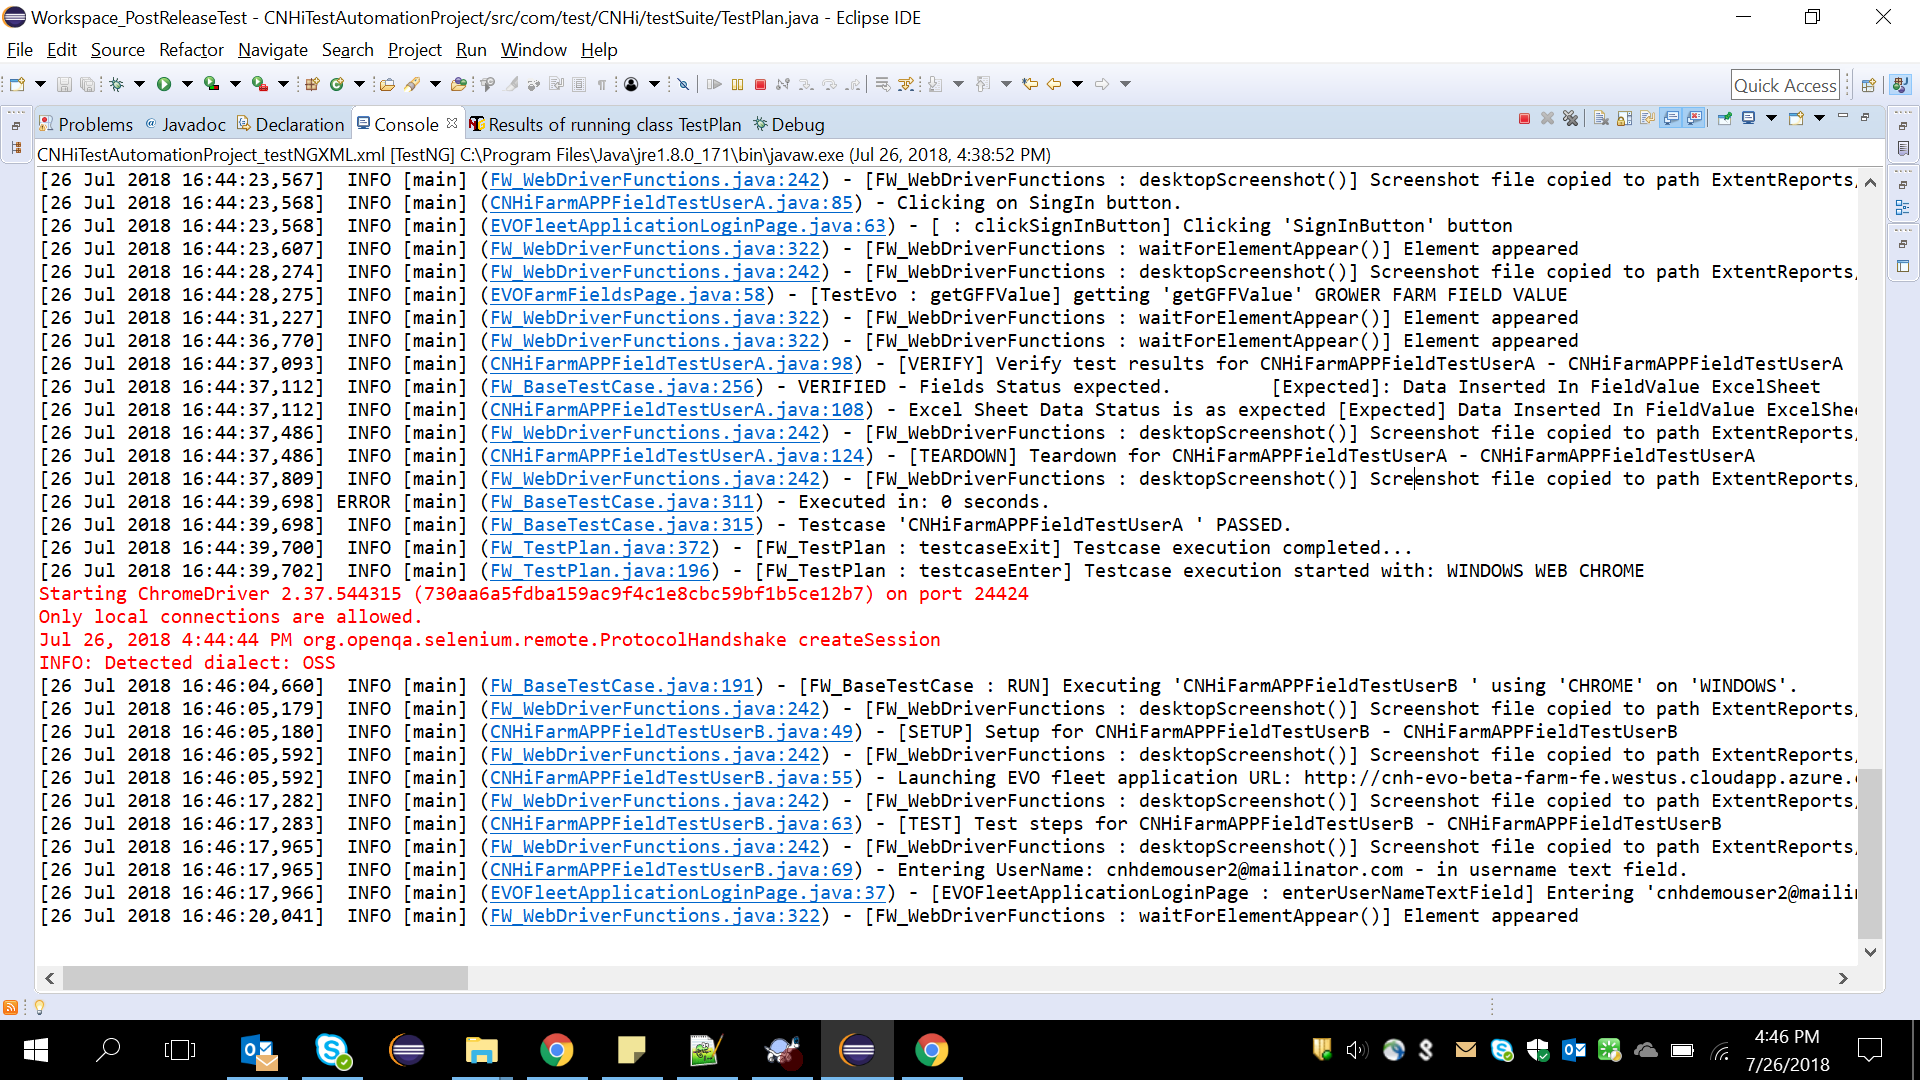 Workspace_PostReleaseTest - CNHiTestAutomationProject/src/com/test/CNHi/testSuite/TestPlan.java - Eclipse IDE
File Edit Source Refactor Navigate Search Project Run Window Help
Quick Access
Problems @ Javadoc Declaration Console Results of running class TestPlan Debug
CNHiTestAutomationProject_testNGXML.xml [TestNG] C:\Program Files\Java\jre1.8.0_171\bin\javaw.exe (Jul 26, 2018, 4:38:52 PM)
[26 Jul 2018 16:44:23,567]  INFO [main] (FW_WebDriverFunctions.java:242) - [FW_WebDriverFunctions : desktopScreenshot()] Screenshot file copied to path ExtentReports/
[26 Jul 2018 16:44:23,568]  INFO [main] (CNHiFarmAPPFieldTestUserA.java:85) - Clicking on SingIn button.
[26 Jul 2018 16:44:23,568]  INFO [main] (EVOFleetApplicationLoginPage.java:63) - [ : clickSignInButton] Clicking 'SignInButton' button
[26 Jul 2018 16:44:23,607]  INFO [main] (FW_WebDriverFunctions.java:322) - [FW_WebDriverFunctions : waitForElementAppear()] Element appeared
[26 Jul 2018 16:44:28,274]  INFO [main] (FW_WebDriverFunctions.java:242) - [FW_WebDriverFunctions : desktopScreenshot()] Screenshot file copied to path ExtentReports/
[26 Jul 2018 16:44:28,275]  INFO [main] (EVOFarmFieldsPage.java:58) - [TestEvo : getGFFValue] getting 'getGFFValue' GROWER FARM FIELD VALUE
[26 Jul 2018 16:44:31,227]  INFO [main] (FW_WebDriverFunctions.java:322) - [FW_WebDriverFunctions : waitForElementAppear()] Element appeared
[26 Jul 2018 16:44:36,770]  INFO [main] (FW_WebDriverFunctions.java:322) - [FW_WebDriverFunctions : waitForElementAppear()] Element appeared
[26 Jul 2018 16:44:37,093]  INFO [main] (CNHiFarmAPPFieldTestUserA.java:98) - [VERIFY] Verify test results for CNHiFarmAPPFieldTestUserA - CNHiFarmAPPFieldTestUserA
[26 Jul 2018 16:44:37,112]  INFO [main] (FW_BaseTestCase.java:256) - VERIFIED - Fields Status expected.         [Expected]: Data Inserted In FieldValue ExcelSheet
[26 Jul 2018 16:44:37,112]  INFO [main] (CNHiFarmAPPFieldTestUserA.java:108) - Excel Sheet Data Status is as expected [Expected] Data Inserted In FieldValue ExcelShe
[26 Jul 2018 16:44:37,486]  INFO [main] (FW_WebDriverFunctions.java:242) - [FW_WebDriverFunctions : desktopScreenshot()] Screenshot file copied to path ExtentReports/
[26 Jul 2018 16:44:37,486]  INFO [main] (CNHiFarmAPPFieldTestUserA.java:124) - [TEARDOWN] Teardown for CNHiFarmAPPFieldTestUserA - CNHiFarmAPPFieldTestUserA
[26 Jul 2018 16:44:37,809]  INFO [main] (FW_WebDriverFunctions.java:242) - [FW_WebDriverFunctions : desktopScreenshot()] Screenshot file copied to path ExtentReports/
[26 Jul 2018 16:44:39,698] ERROR [main] (FW_BaseTestCase.java:311) - Executed in: 0 seconds.
[26 Jul 2018 16:44:39,698]  INFO [main] (FW_BaseTestCase.java:315) - Testcase 'CNHiFarmAPPFieldTestUserA ' PASSED.
[26 Jul 2018 16:44:39,700]  INFO [main] (FW_TestPlan.java:372) - [FW_TestPlan : testcaseExit] Testcase execution completed...
[26 Jul 2018 16:44:39,702]  INFO [main] (FW_TestPlan.java:196) - [FW_TestPlan : testcaseEnter] Testcase execution started with: WINDOWS WEB CHROME
Starting ChromeDriver 2.37.544315 (730aa6a5fdba159ac9f4c1e8cbc59bf1b5ce12b7) on port 24424
Only local connections are allowed.
Jul 26, 2018 4:44:44 PM org.openqa.selenium.remote.ProtocolHandshake createSession
INFO: Detected dialect: OSS
[26 Jul 2018 16:46:04,660]  INFO [main] (FW_BaseTestCase.java:191) - [FW_BaseTestCase : RUN] Executing 'CNHiFarmAPPFieldTestUserB ' using 'CHROME' on 'WINDOWS'.
[26 Jul 2018 16:46:05,179]  INFO [main] (FW_WebDriverFunctions.java:242) - [FW_WebDriverFunctions : desktopScreenshot()] Screenshot file copied to path ExtentReports/
[26 Jul 2018 16:46:05,180]  INFO [main] (CNHiFarmAPPFieldTestUserB.java:49) - [SETUP] Setup for CNHiFarmAPPFieldTestUserB - CNHiFarmAPPFieldTestUserB
[26 Jul 2018 16:46:05,592]  INFO [main] (FW_WebDriverFunctions.java:242) - [FW_WebDriverFunctions : desktopScreenshot()] Screenshot file copied to path ExtentReports/
[26 Jul 2018 16:46:05,592]  INFO [main] (CNHiFarmAPPFieldTestUserB.java:55) - Launching EVO fleet application URL: http://cnh-evo-beta-farm-fe.westus.cloudapp.azure.
[26 Jul 2018 16:46:17,282]  INFO [main] (FW_WebDriverFunctions.java:242) - [FW_WebDriverFunctions : desktopScreenshot()] Screenshot file copied to path ExtentReports/
[26 Jul 2018 16:46:17,283]  INFO [main] (CNHiFarmAPPFieldTestUserB.java:63) - [TEST] Test steps for CNHiFarmAPPFieldTestUserB - CNHiFarmAPPFieldTestUserB
[26 Jul 2018 16:46:17,965]  INFO [main] (FW_WebDriverFunctions.java:242) - [FW_WebDriverFunctions : desktopScreenshot()] Screenshot file copied to path ExtentReports/
[26 Jul 2018 16:46:17,965]  INFO [main] (CNHiFarmAPPFieldTestUserB.java:69) - Entering UserName: cnhdemouser2@mailinator.com - in username text field.
[26 Jul 2018 16:46:17,966]  INFO [main] (EVOFleetApplicationLoginPage.java:37) - [EVOFleetApplicationLoginPage : enterUserNameTextField] Entering 'cnhdemouser2@mailin
[26 Jul 2018 16:46:20,041]  INFO [main] (FW_WebDriverFunctions.java:322) - [FW_WebDriverFunctions : waitForElementAppear()] Element appeared
4:46 PM
7/26/2018